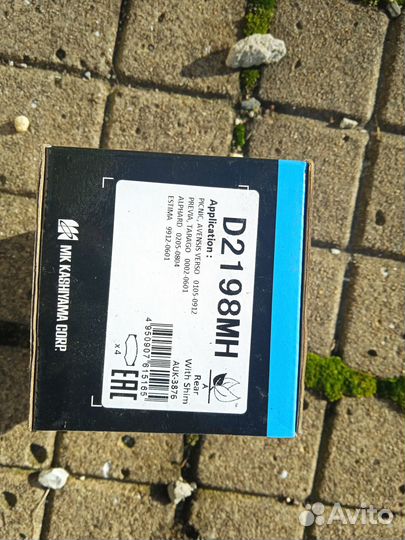 D2198MH
Application :
PICNIC, AVENSIS VERSO 0105-0912
PREVIA, TARAGO 0002-0601
ALPHARD 0205-0804
ESTIMA 9912-0601
A
TM
Rear
With Shim
AUK-3876
4 950907 615165
x4
EAC
MK KASHIYAMA CORP.
Avito